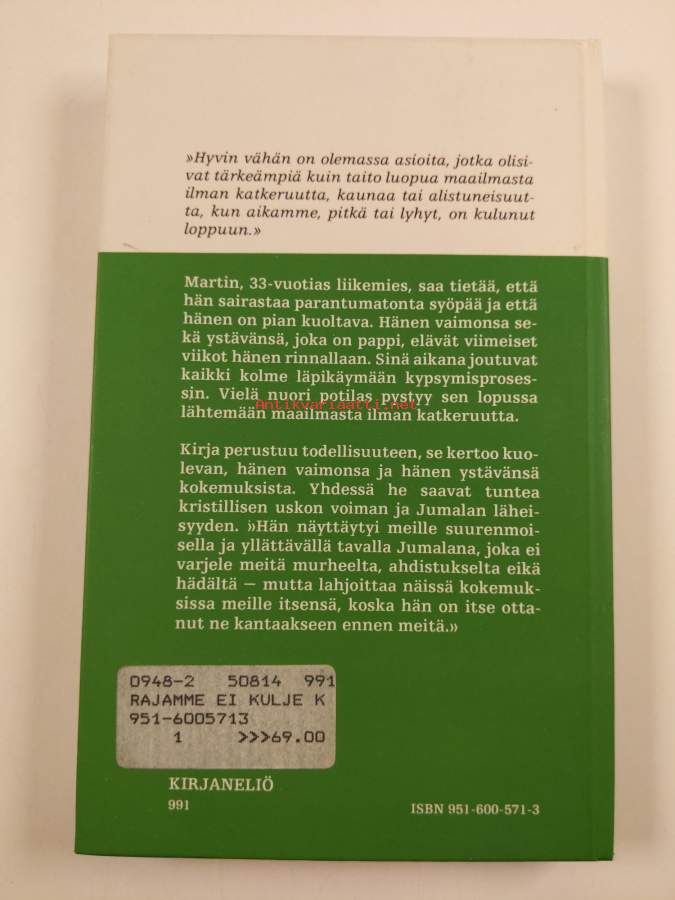 »Hyvin vähän on olemassa asioita, jotka olisi-
vat tärkeämpiä kuin taito luopua maailmasta
ilman katkeruutta, kaunaa tai alistuneisuut-
ta, kun aikamme, pitkä tai lyhyt, on kulunut
loppuun.»
Martin, 33-vuotias liikemies, saa tietää, että
hän sairastaa parantumatonta syöpää ja että
hänen on pian kuoltava. Hänen vaimonsa se-
kä ystävänsä, joka on pappi, elävät viimeiset
viikot hänen rinnallaan. Sinä aikana joutuvat
kaikki kolme läpikäymään kypsymisproses-
sin. Vielä nuori potilas pystyy sen lopussa
Antikvariaatti.net
lähtemään maailmasta ilman katkeruutta.
Kirja perustuu todellisuuteen, se kertoo kuo-
levan, hänen vaimonsa ja hänen ystävänsä
kokemuksista. Yhdessä he saavat tuntea
kristillisen uskon voiman ja Jumalan lähei-
syyden. »Hän näyttäytyi meille suurenmoi-
sella ja yllättävällä tavalla Jumalana, joka ei
varjele meitä murheelta, ahdistukselta eikä
hädältä — mutta lahjoittaa näissä kokemuk-
sissa meille itsensä, koska hän on itse otta-
nut ne kantaakseen ennen meitä.»
0948-2 50814 991
RAJAMME EI KULJE K
951-6005713
1 >>>69.00
KIRJANELIÖ
991
ISBN 951-600-571-3